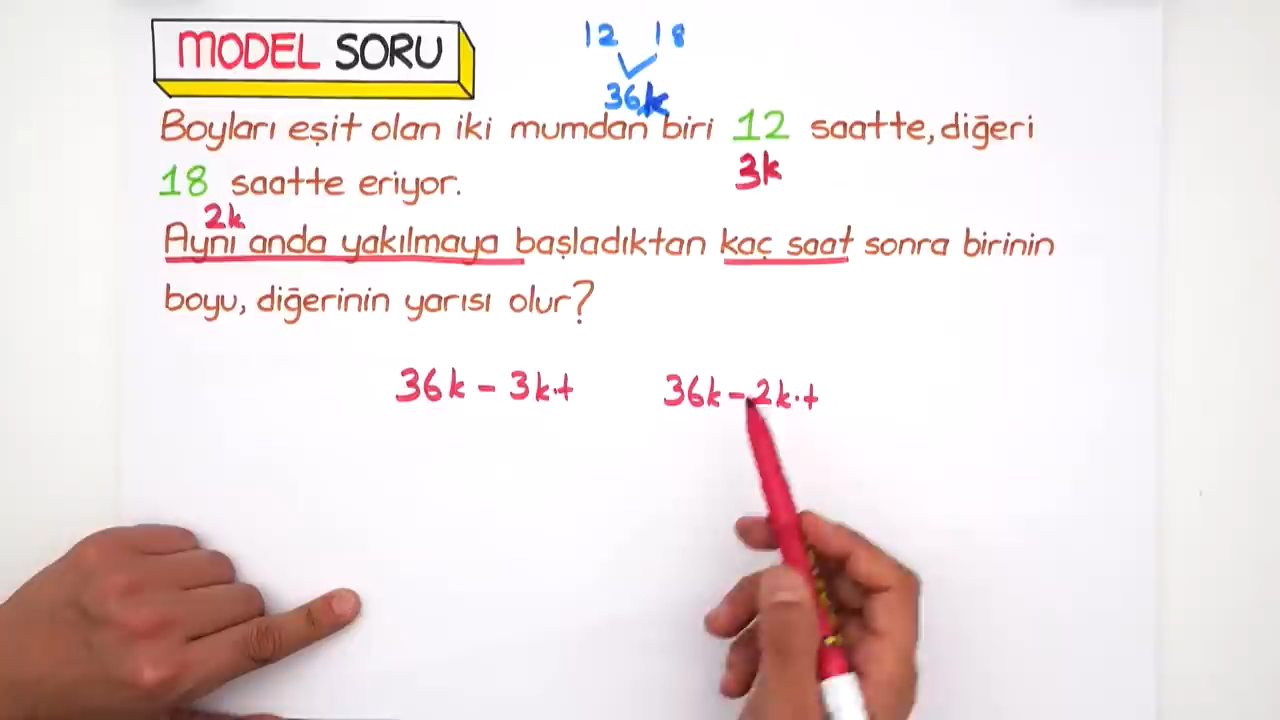 MODEL SORU
12 18
36k
Boyları eşit olan iki mumdan biri 12 saatte, diğeri
3k
18 saatte eriyor.
2k
Aynı anda yakılmaya başladıktan kaç saat sonra birinin
boyu, diğerinin yarısı olur?
36k - 3k.t 36k - 2k.t